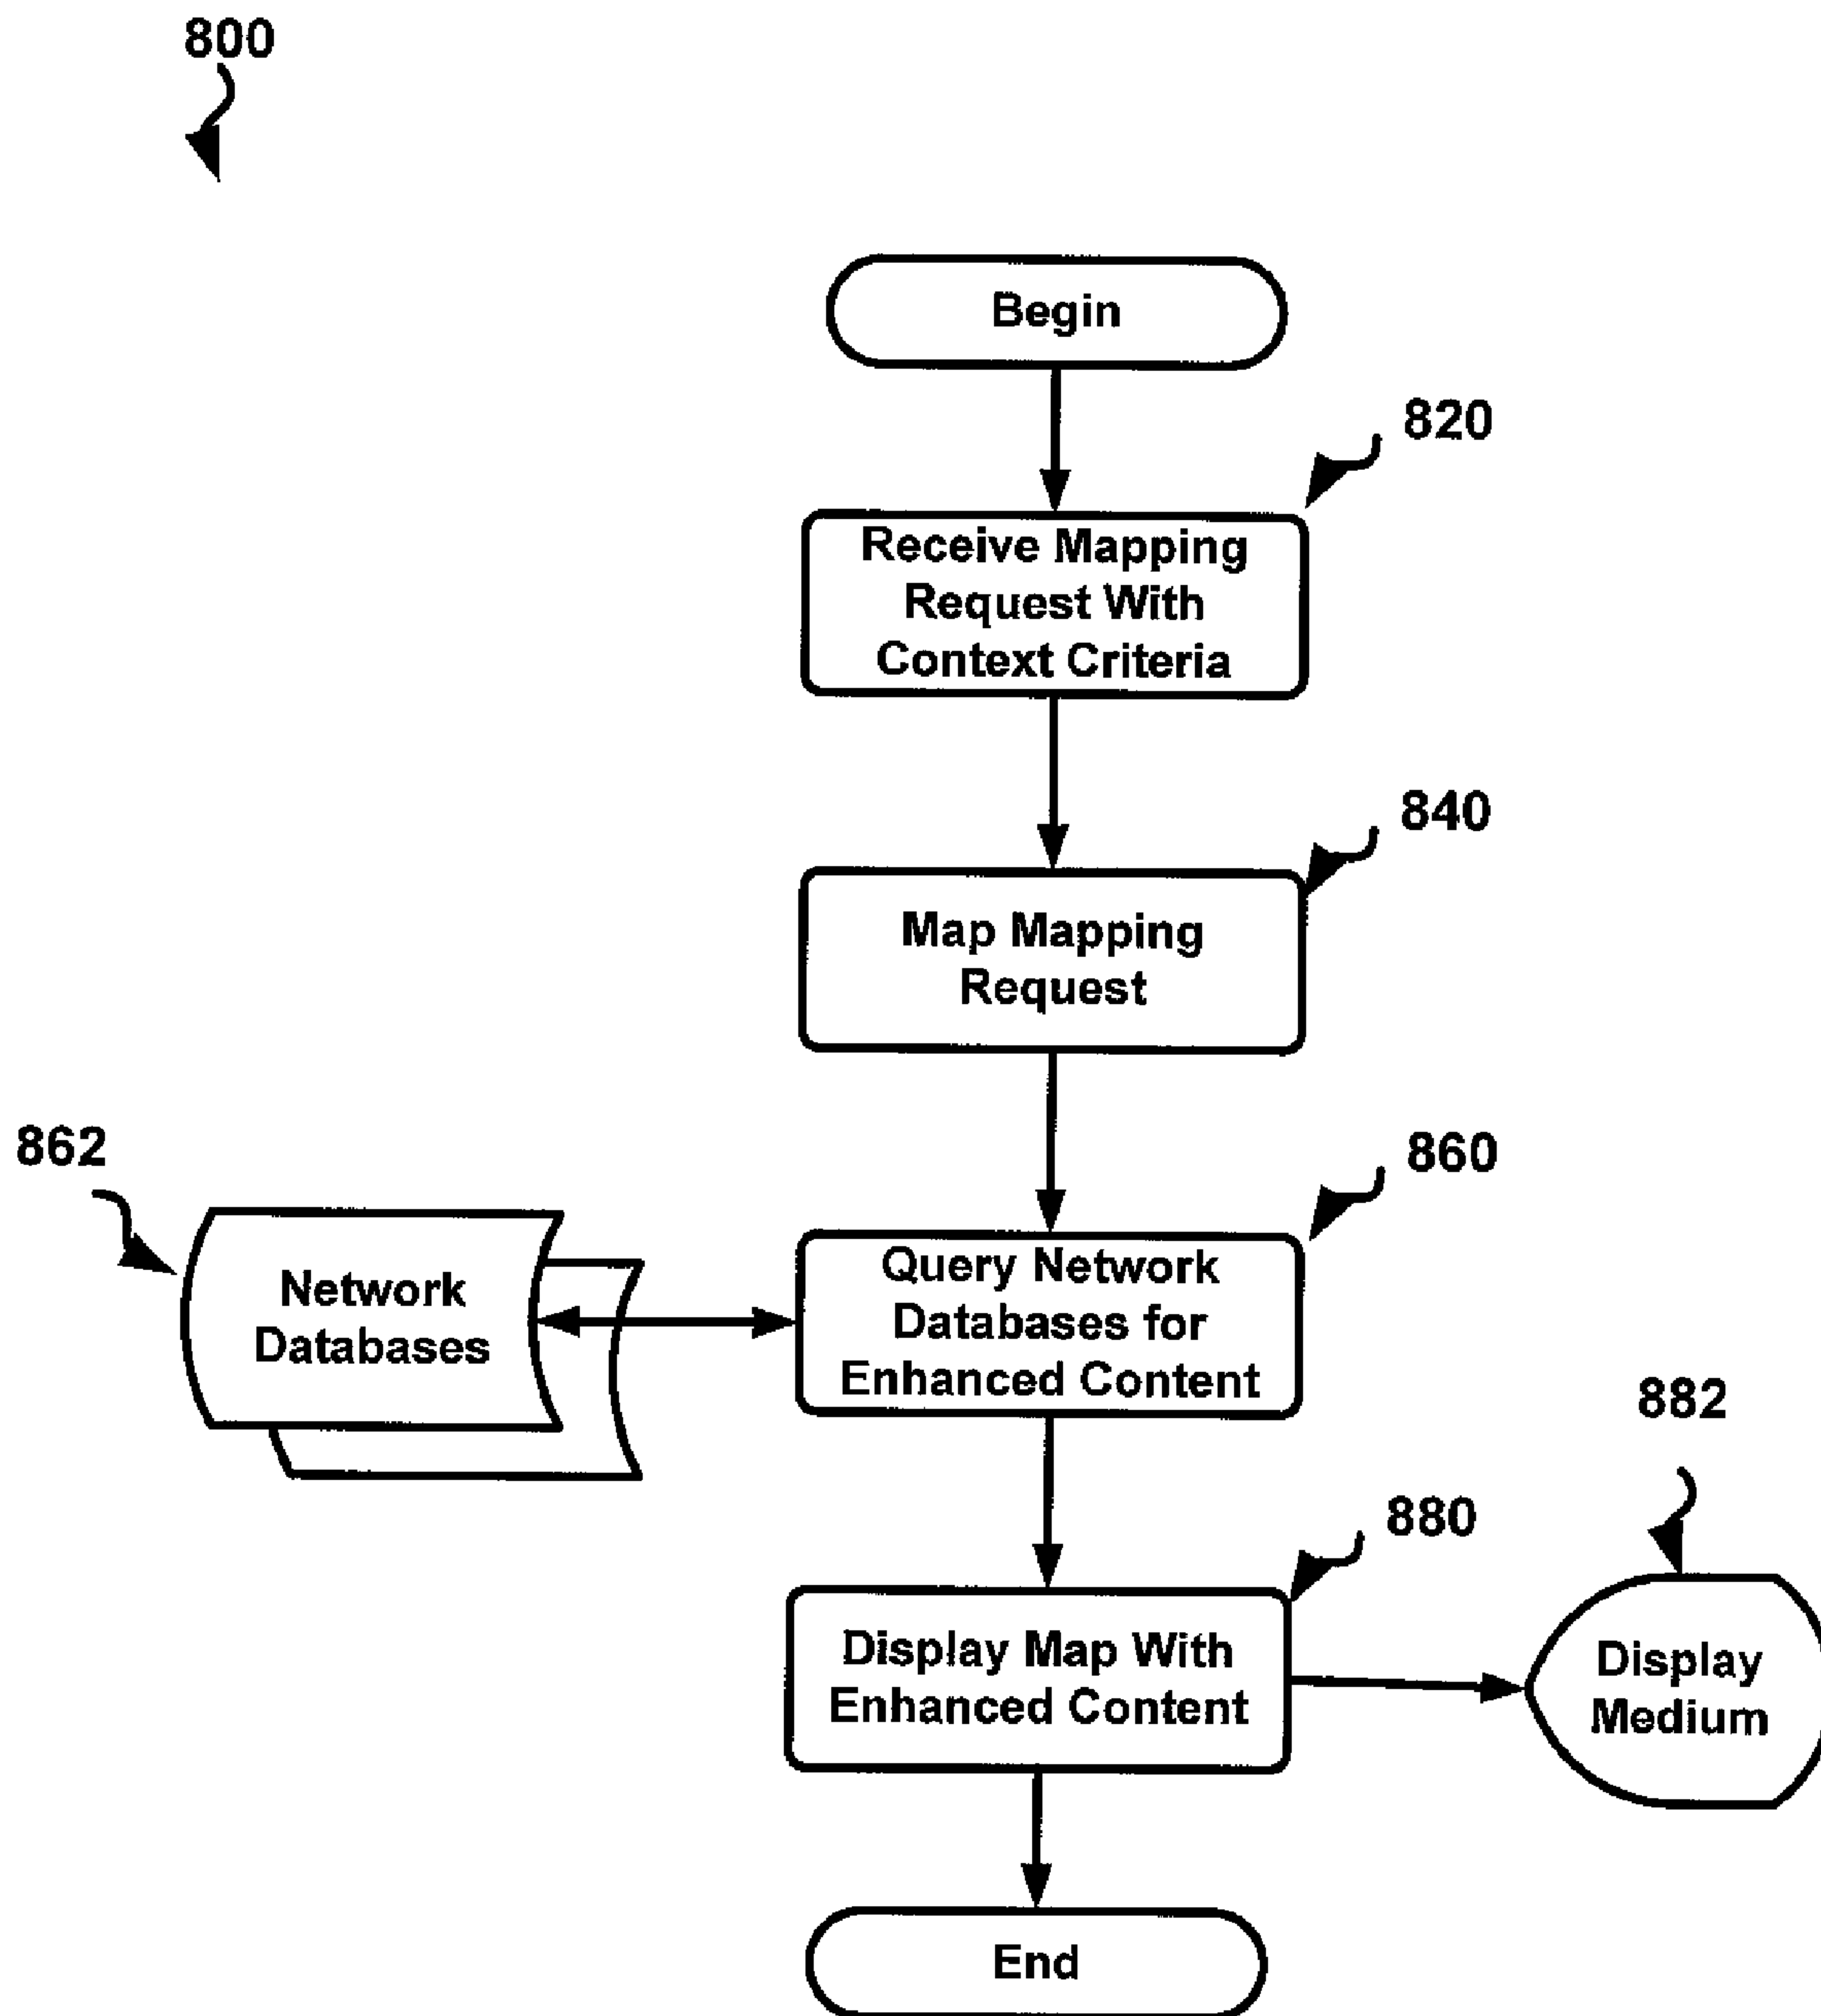 800
Begin
820
Receive Mapping
Request With
Context Criteria
840
Map Mapping
Request
862
860
Network
Databases
Query Network
Databases for
Enhanced Content
882
880
Display Map With
Enhanced Content
Display
Medium
End